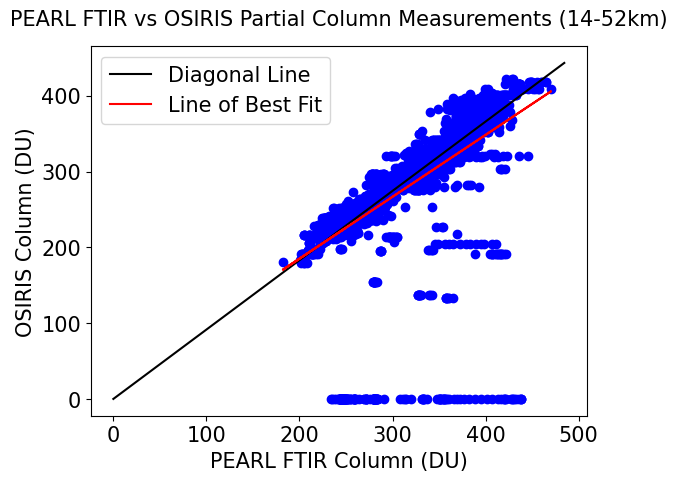 PEARL FTIR vs OSIRIS Partial Column Measurements (14-52km)
Diagonal Line
Line of Best Fit
OSIRIS Column (DU)
400
300
200
100
0
0 100 200 300 400 500
PEARL FTIR Column (DU)